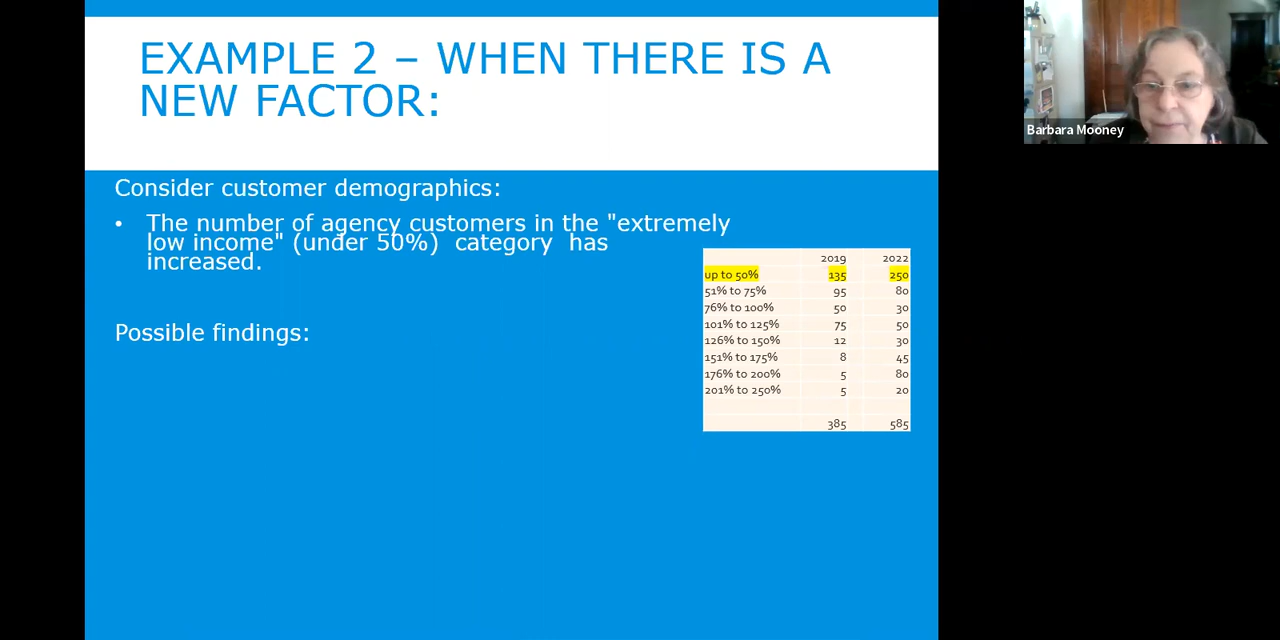 EXAMPLE 2 – WHEN THERE IS A
NEW FACTOR:
Barbara Mooney
Consider customer demographics:
• The number of agency customers in the "extremely
low income" (under 50%) category has
increased.
2019 2022
up to 50% 135 250
51% to 75% 95 80
76% to 100% 50 30
101% to 125% 75 50
126% to 150% 12 30
151% to 175% 8 45
176% to 200% 5 80
201% to 250% 5 20
385 585
Possible findings: